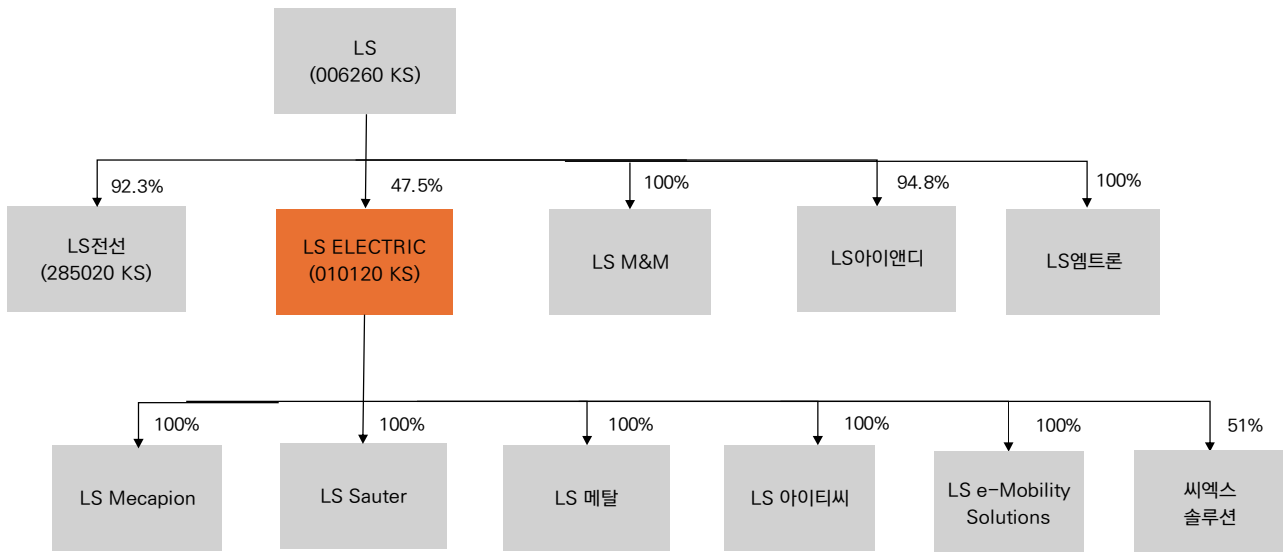 LS
(006260 KS)
92.3%
47.5%
100%
94.8%
100%
LS전선
(285020 KS)
LS ELECTRIC
(010120 KS)
LS M&M
LS아이앤디
LS엠트론
100%
100%
100%
100%
100%
51%
LS Mecapion
LS Sauter
LS 메탈
LS 아이티씨
LS e-Mobility
Solutions
씨엑스
솔루션